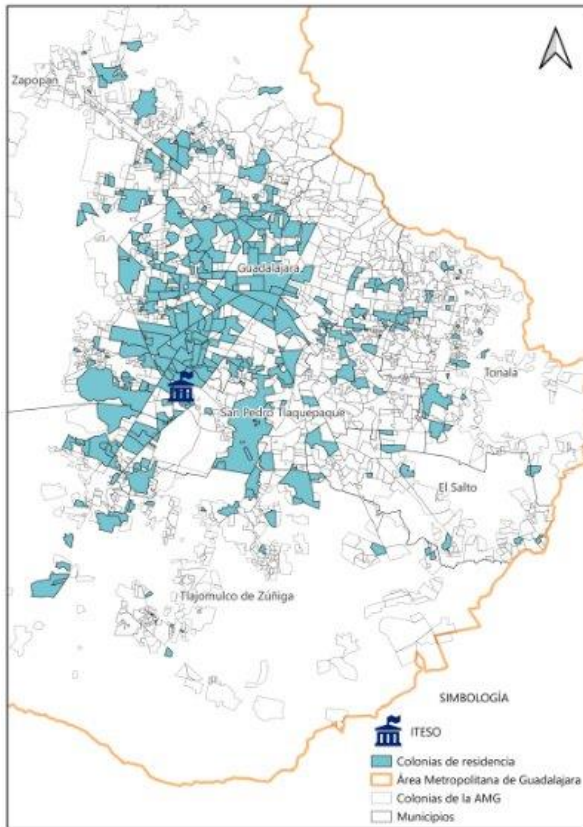 Zapopan
Guadalajara
Tonalá
San Pedro Tlaquepaque
El Salto
Tlajomulco de Zúñiga
SIMBOLOGÍA
ITESO
Colonias de residencia
Área Metropolitana de Guadalajara
Colonias de la AMG
Municipios